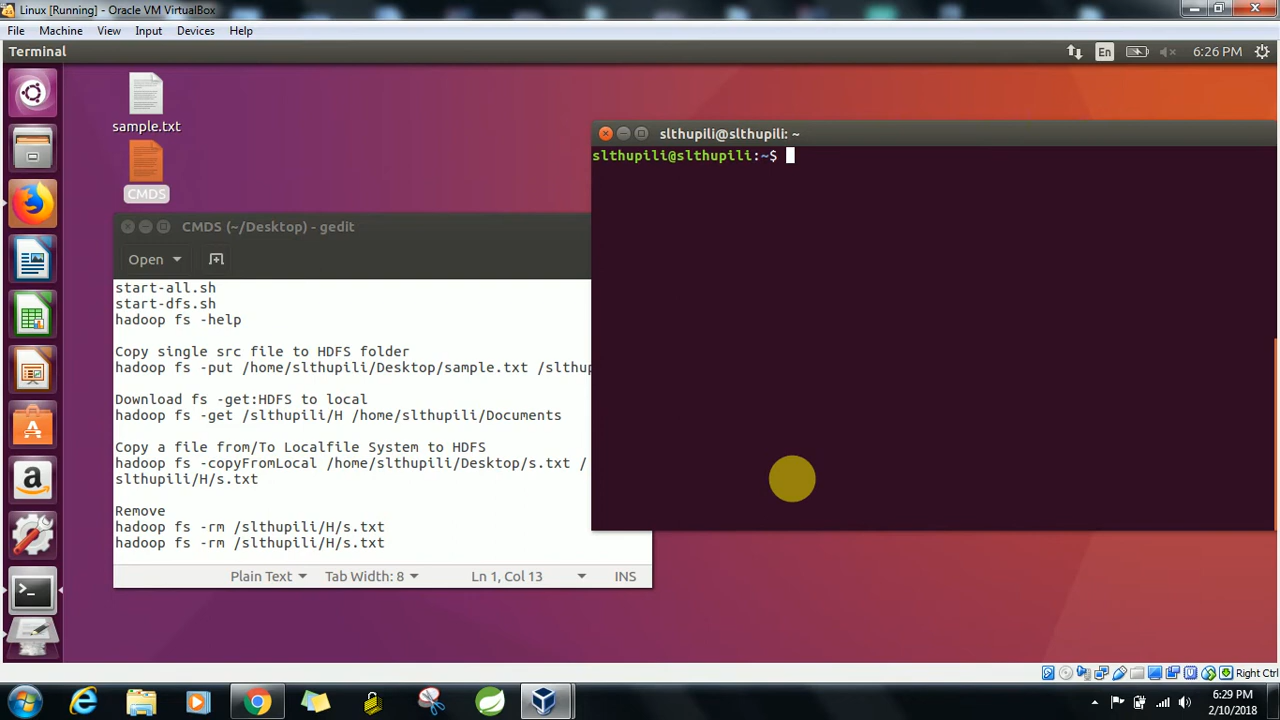 Linux [Running] - Oracle VM VirtualBox
File Machine View Input Devices Help
Terminal
En
6:26 PM
sample.txt
CMDS
slthupili@slthupili: ~
slthupili@slthupili:~$
CMDS (~/Desktop) - gedit
Open
start-all.sh
start-dfs.sh
hadoop fs -help
Copy single src file to HDFS folder
hadoop fs -put /home/slthupili/Desktop/sample.txt /slthup
Download fs -get:HDFS to local
hadoop fs -get /slthupili/H /home/slthupili/Documents
Copy a file from/To Localfile System to HDFS
hadoop fs -copyFromLocal /home/slthupili/Desktop/s.txt /
slthupili/H/s.txt
Remove
hadoop fs -rm /slthupili/H/s.txt
hadoop fs -rm /slthupili/H/s.txt
Plain Text Tab Width: 8 Ln 1, Col 13 INS
Right Ctrl
6:29 PM
2/10/2018